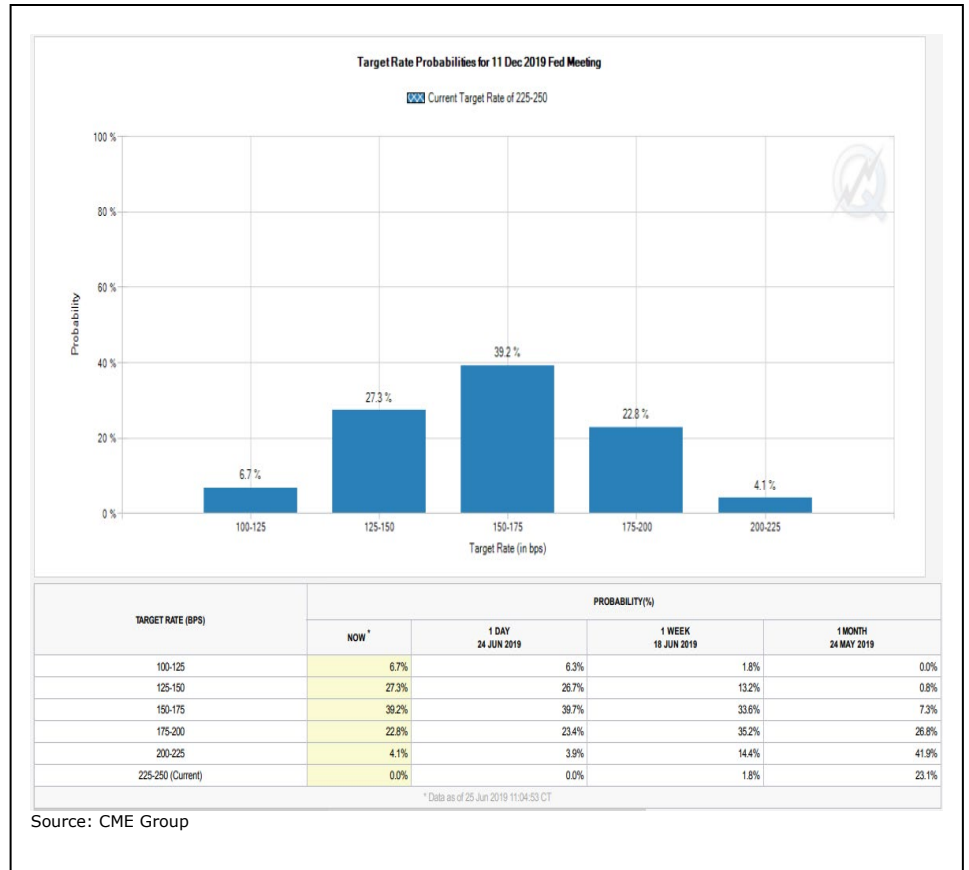 Target Rate Probabilities for 11 Dec 2019 Fed Meeting
Current Target Rate of 225-250
100 %
80 %
60 %
40 %
20 %
0 %
Probability
6.7 %
27.3 %
39.2 %
22.8 %
4.1 %
100-125 125-150 150-175 175-200 200-225
Target Rate (in bps)
TARGET RATE (BPS) PROBABILITY(%)
NOW * 1 DAY 24 JUN 2019 1 WEEK 18 JUN 2019 1 MONTH 24 MAY 2019
100-125 6.7% 6.3% 1.8% 0.0%
125-150 27.3% 26.7% 13.2% 0.8%
150-175 39.2% 39.7% 33.6% 7.3%
175-200 22.8% 23.4% 35.2% 26.8%
200-225 4.1% 3.9% 14.4% 41.9%
225-250 (Current) 0.0% 0.0% 1.8% 23.1%
* Data as of 25 Jun 2019 11:04:53 CT
Source: CME Group